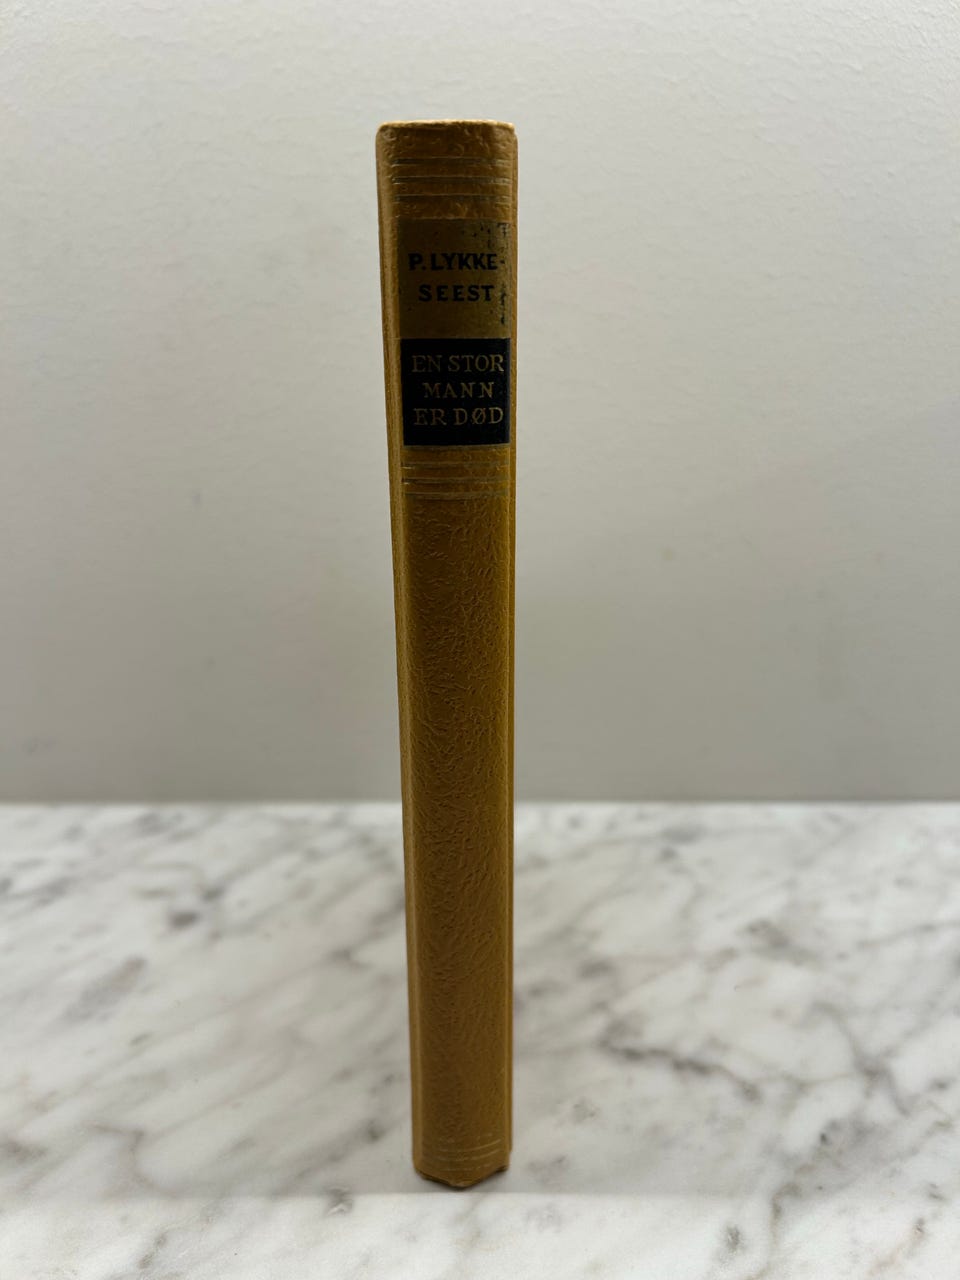 P. LYKKE-
SEEST
EN STOR
MANN
ER DØD